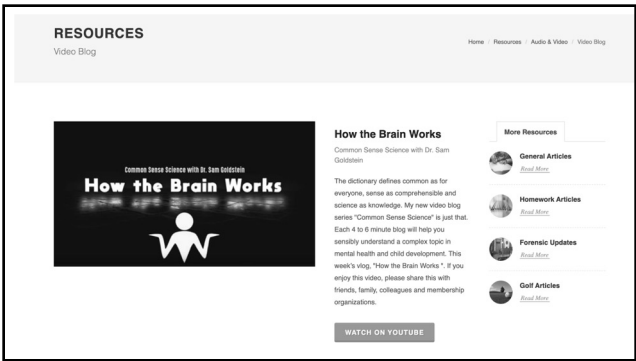 RESOURCES
Video Blog
Home / Resources / Audio & Video / Video Blog
Common Sense Science with Dr. Sam Goldstein
How the Brain Works
How the Brain Works
Common Sense Science with Dr. Sam
Goldstein
The dictionary defines common as for
everyone, sense as comprehensible and
science as knowledge. My new video blog
series "Common Sense Science" is just that.
Each 4 to 6 minute blog will help you
sensibly understand a complex topic in
mental health and child development. This
week's vlog, "How the Brain Works ". If you
enjoy this video, please share this with
friends, family, colleagues and membership
organizations.
WATCH ON YOUTUBE
More Resources
General Articles
Read More
Homework Articles
Read More
Forensic Updates
Read More
Golf Articles
Read More